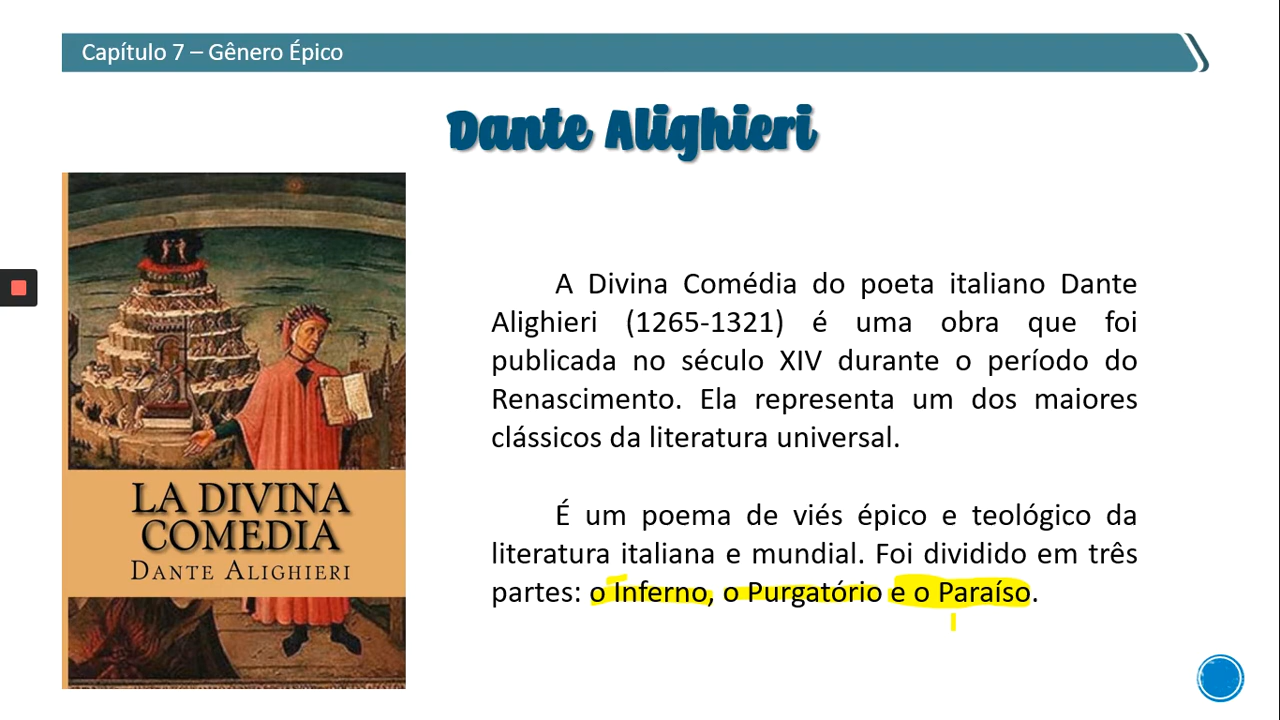 Capítulo 7 – Gênero Épico
Dante Alighieri
LA DIVINA
COMEDIA
DANTE ALIGHIERI
A Divina Comédia do poeta italiano Dante
Alighieri (1265-1321) é uma obra que foi
publicada no século XIV durante o período do
Renascimento. Ela representa um dos maiores
clássicos da literatura universal.
É um poema de viés épico e teológico da
literatura italiana e mundial. Foi dividido em três
partes: o Inferno, o Purgatório e o Paraíso.